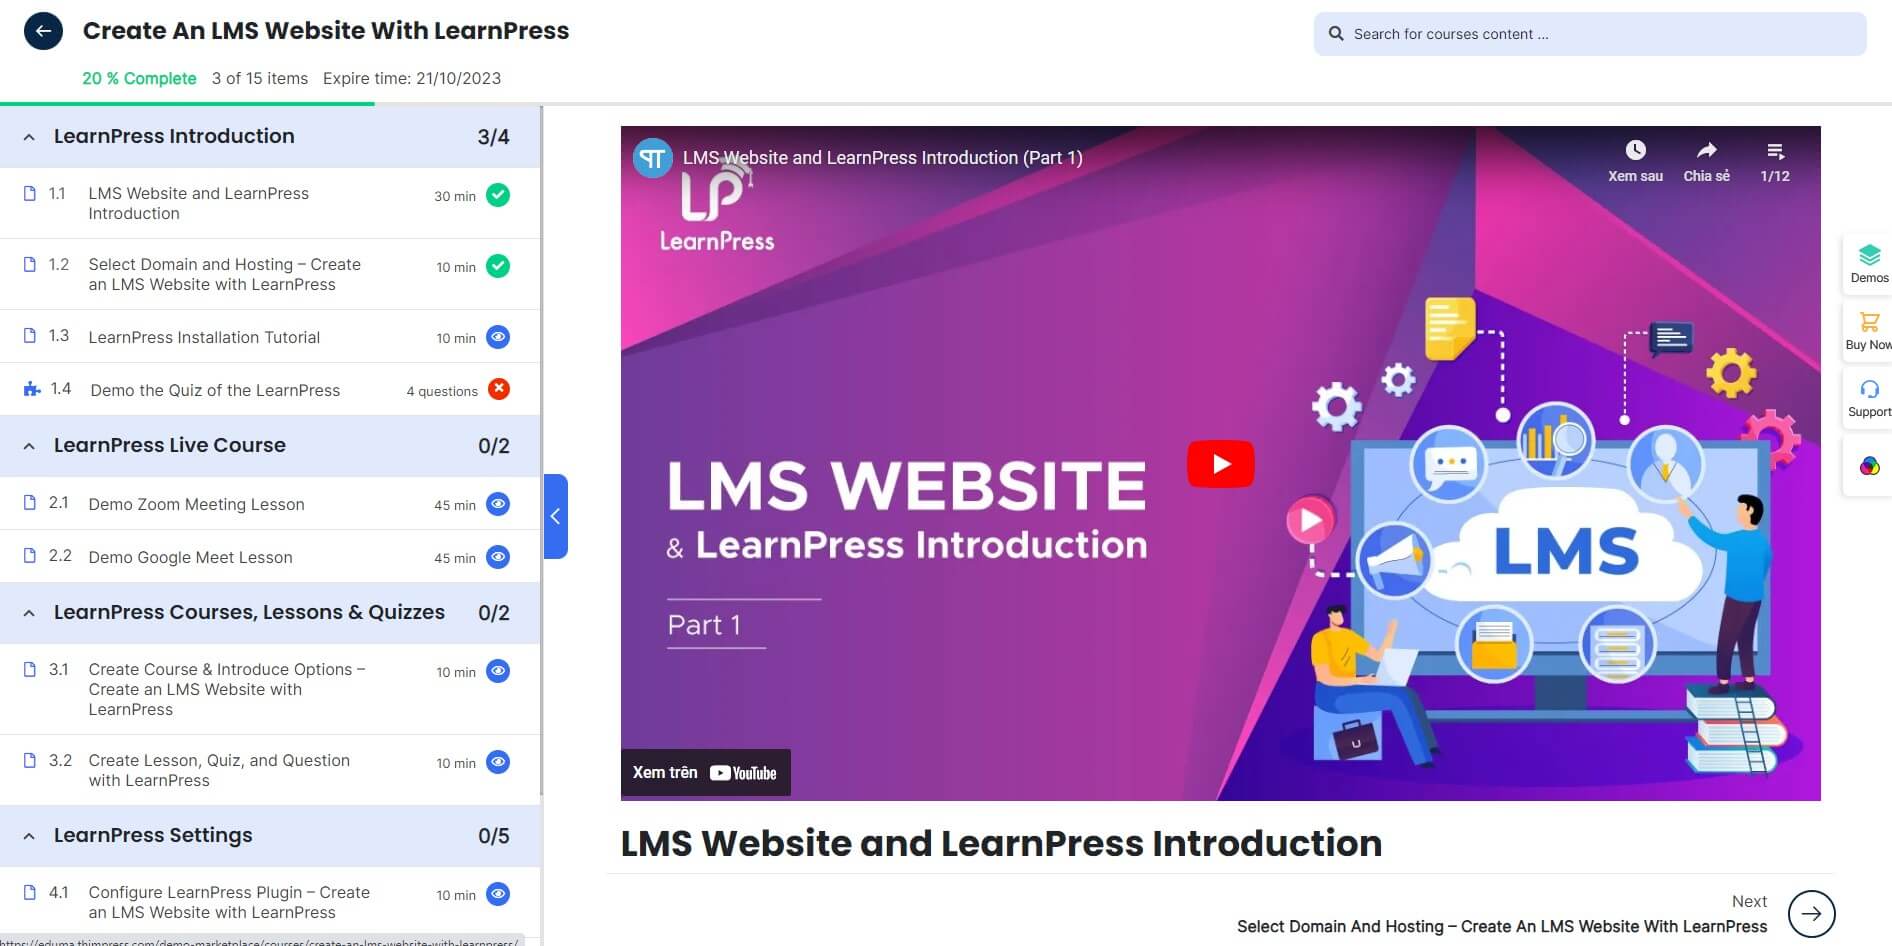 Create An LMS Website With LearnPress
Search for courses content ...
20 % Complete 3 of 15 items Expire time: 21/10/2023
LearnPress Introduction 3/4
1.1 LMS Website and LearnPress
Introduction
30 min
1.2 Select Domain and Hosting – Create
an LMS Website with LearnPress
10 min
1.3 LearnPress Installation Tutorial 10 min
1.4 Demo the Quiz of the LearnPress 4 questions
LearnPress Live Course 0/2
2.1 Demo Zoom Meeting Lesson 45 min
2.2 Demo Google Meet Lesson 45 min
LearnPress Courses, Lessons & Quizzes 0/2
3.1 Create Course & Introduce Options –
Create an LMS Website with
LearnPress
10 min
3.2 Create Lesson, Quiz, and Question
with LearnPress
10 min
LearnPress Settings 0/5
4.1 Configure LearnPress Plugin – Create
an LMS Website with LearnPress
10 min
https://eduma.thimpress.com/demo-marketplace/courses/create-an-lms-website-with-learnpress/
LMS Website and LearnPress Introduction (Part 1)
Xem sau Chia sẻ 1/12
LP
LearnPress
LMS WEBSITE
& LearnPress Introduction
Part 1
LMS
Xem trên YouTube
LMS Website and LearnPress Introduction
Next
Select Domain And Hosting – Create An LMS Website With LearnPress
Demos
Buy Now
Support